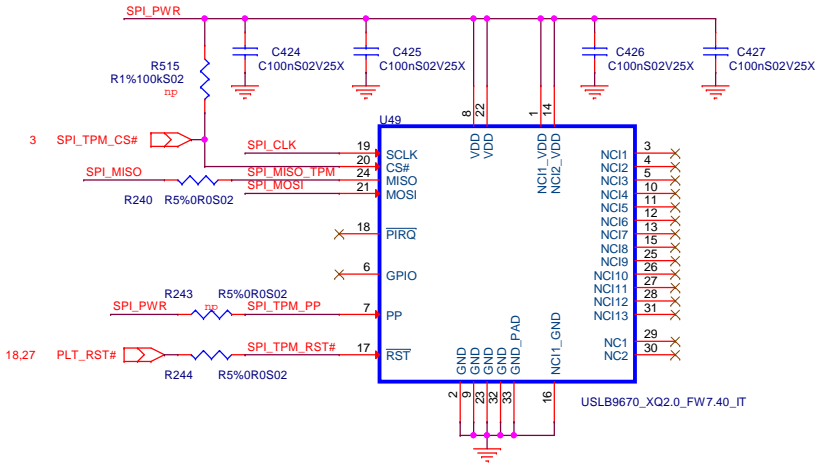 SPI_PWR
R515
R1%100kS02
np
C424
C100nS02V25X
C425
C100nS02V25X
C426
C100nS02V25X
C427
C100nS02V25X
U49
8
22
1
14
VDD
VDD
NCI1_VDD
NCI2_VDD
3 SPI_TPM_CS#
SPI_CLK
19
SCLK
20
CS#
SPI_MISO
SPI_MISO_TPM
24
MISO
R240
R5%0R0S02
SPI_MOSI
21
MOSI
18
PIRQ
6
GPIO
R243
R5%0R0S02
SPI_PWR
np
SPI_TPM_PP
7
PP
18,27 PLT_RST#
SPI_TPM_RST#
17
RST
R244
R5%0R0S02
NCI1 3
NCI2 4
NCI3 5
NCI4 10
NCI5 11
NCI6 12
NCI7 13
NCI8 15
NCI9 25
NCI10 26
NCI11 27
NCI12 28
NCI13 31
NC1 29
NC2 30
GND
GND
GND
GND
GND_PAD
NCI1_GND
2
9
23
32
33
16
USLB9670_XQ2.0_FW7.40_IT